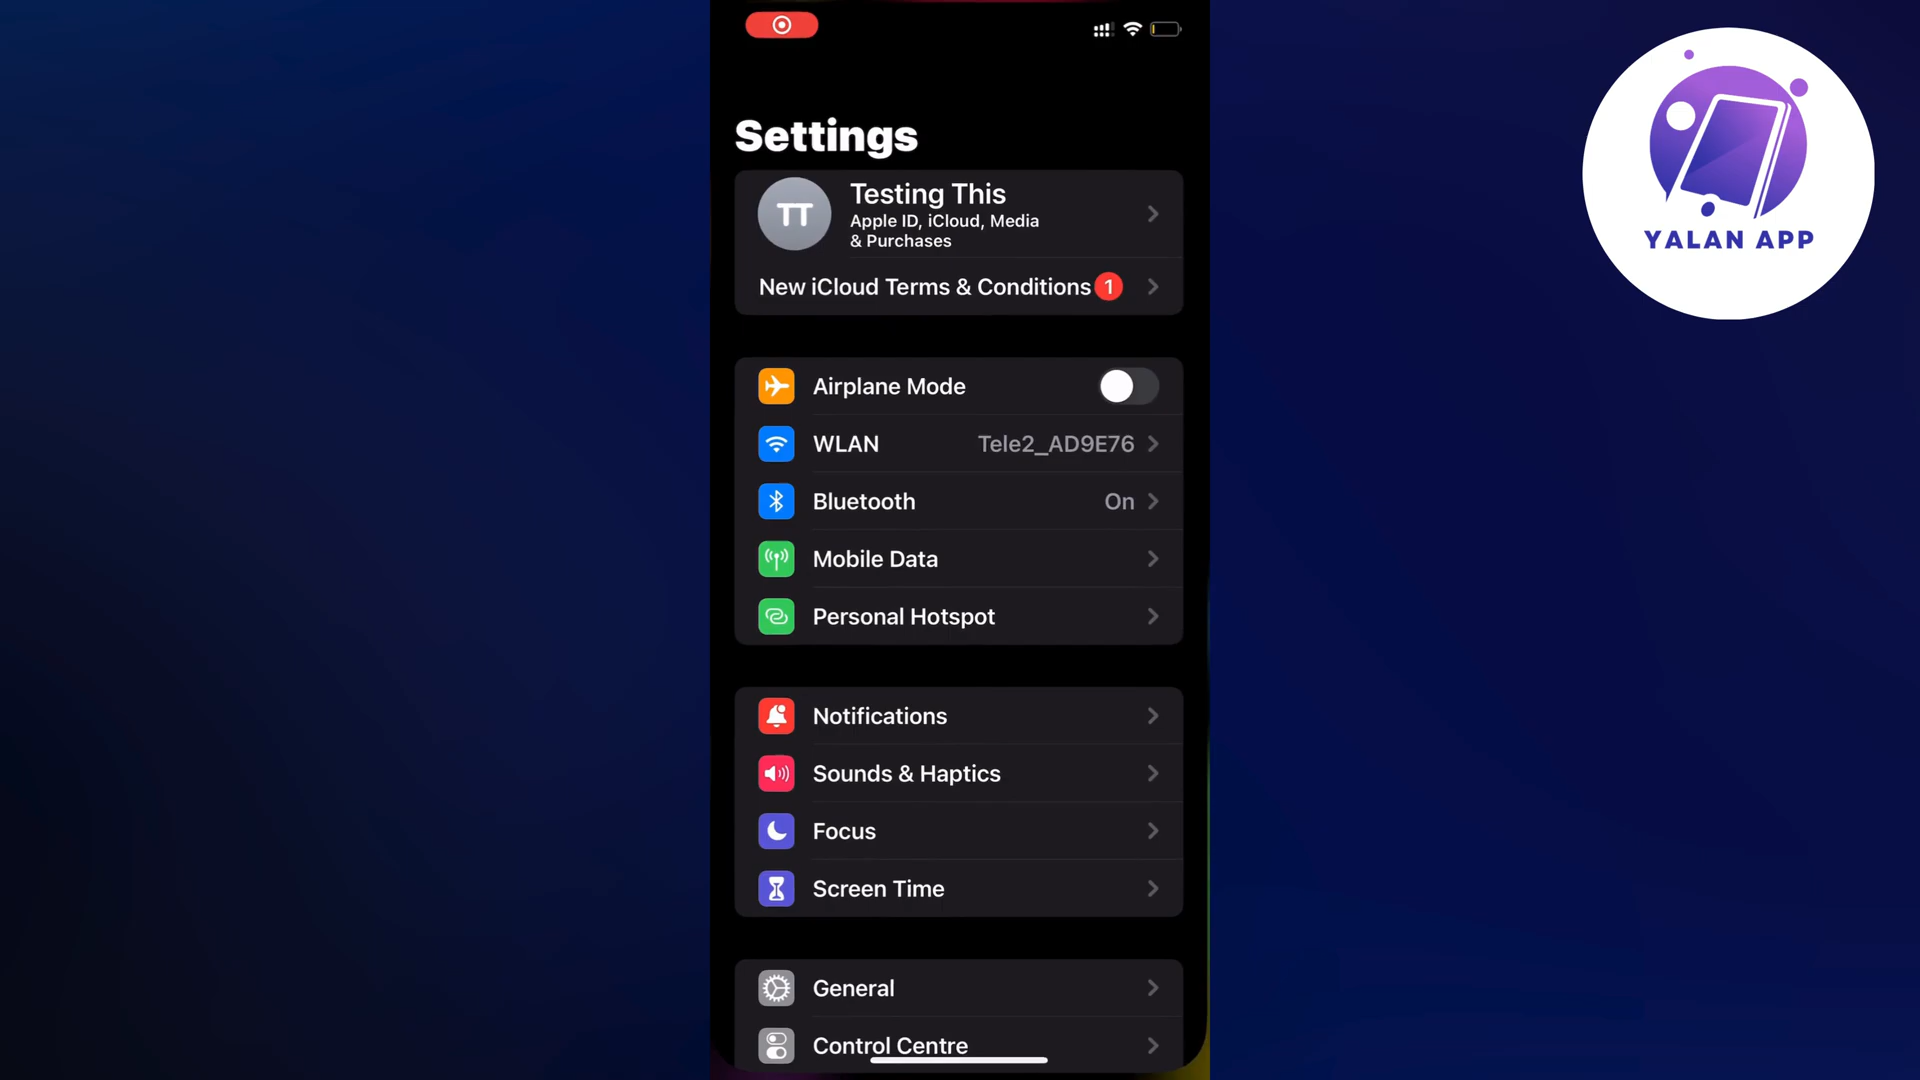 Settings
TT
Testing This
Apple ID, iCloud, Media
& Purchases
New iCloud Terms & Conditions 1
Airplane Mode
WLAN Tele2_AD9E76
Bluetooth On
Mobile Data
Personal Hotspot
Notifications
Sounds & Haptics
Focus
Screen Time
General
Control Centre
YALAN APP